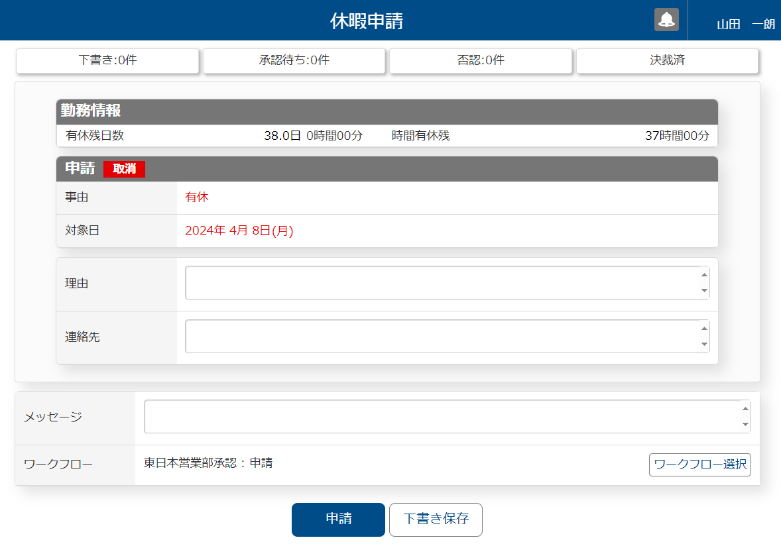 休暇申請
山田　一朗
下書き:0件 承認待ち:0件 否認:0件 決裁済
勤務情報
有休残日数 38.0日 0時間00分 時間有休残 37時間00分
申請 取消
事由 有休
対象日 2024年 4月 8日(月)
理由
連絡先
メッセージ
ワークフロー 東日本営業部承認 : 申請 ワークフロー選択
申請 下書き保存